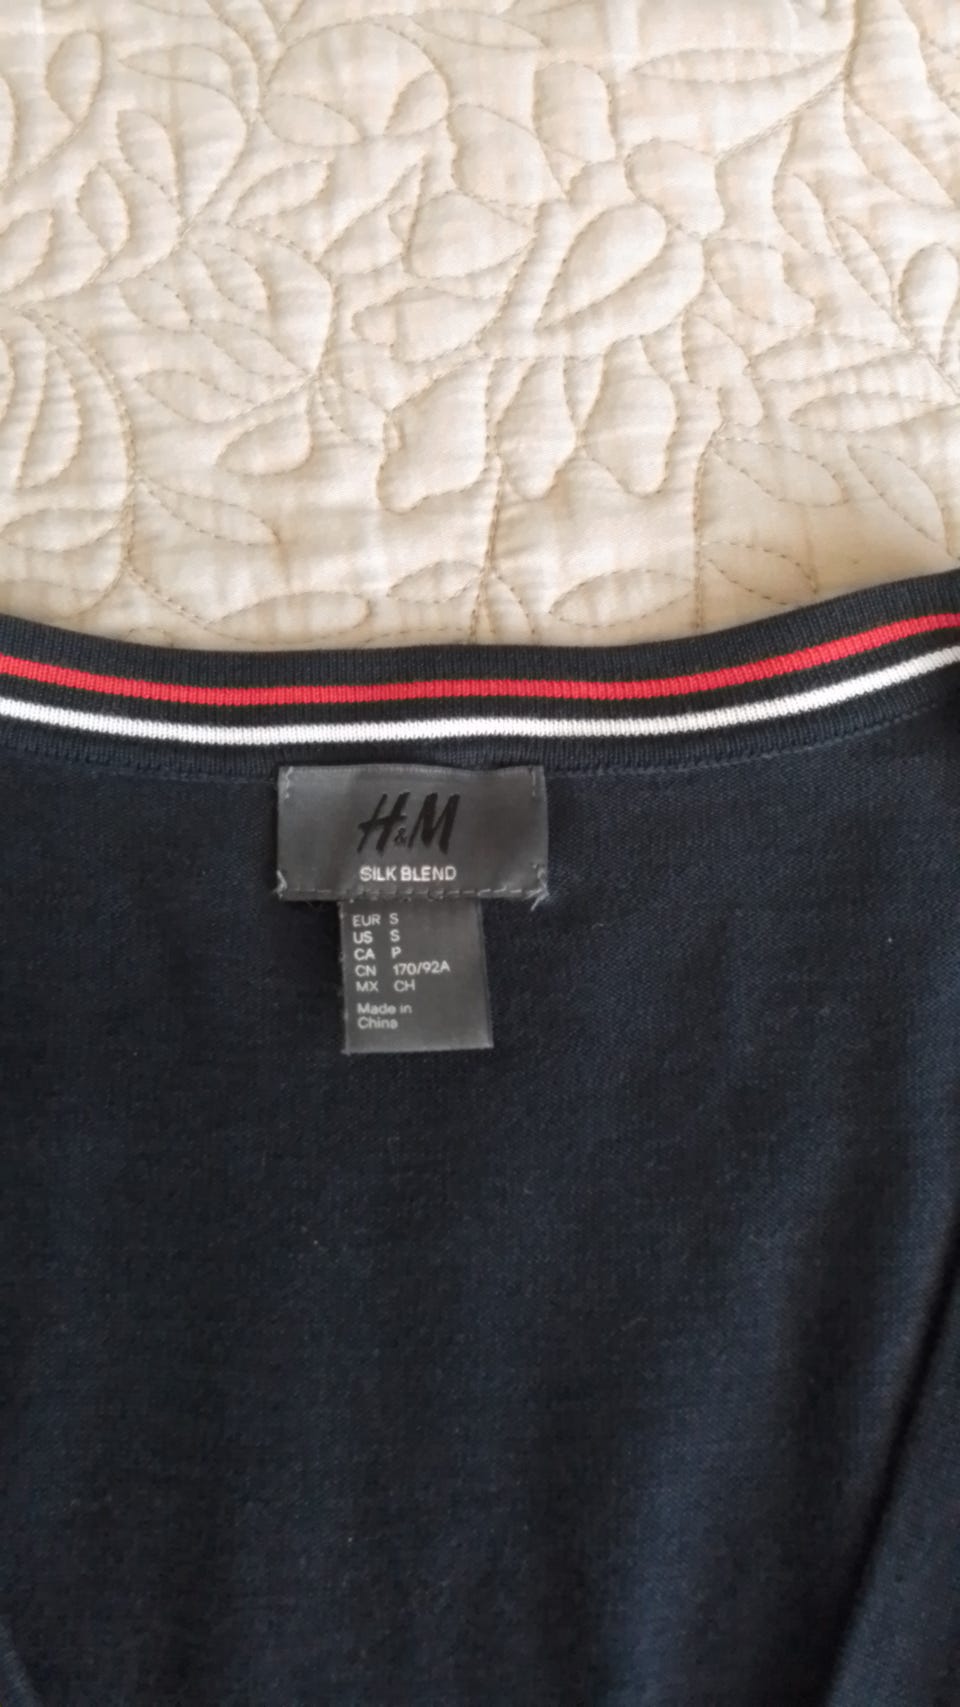 H&M
SILK BLEND
EUR S
US S
CA P
CN 170/92A
MX CH
Made in
China